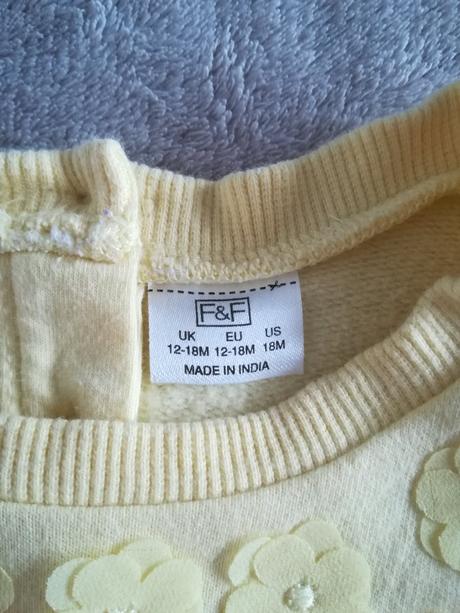 F&F
UK EU US
12-18M 12-18M 18M
MADE IN INDIA